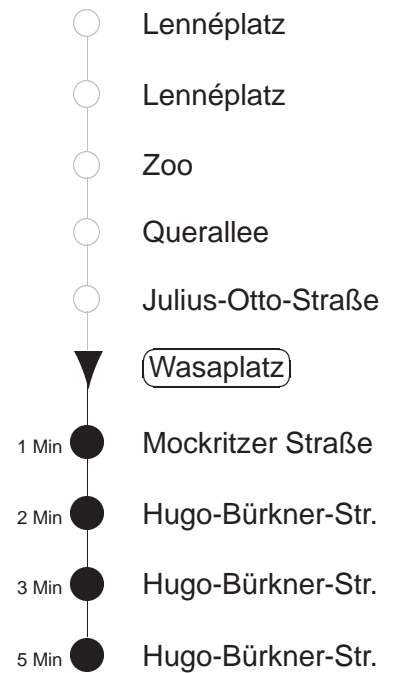 Lennéplatz
Lennéplatz
Zoo
Querallee
Julius-Otto-Straße
Wasaplatz
1 Min Mockritzer Straße
2 Min Hugo-Bürkner-Str.
3 Min Hugo-Bürkner-Str.
5 Min Hugo-Bürkner-Str.